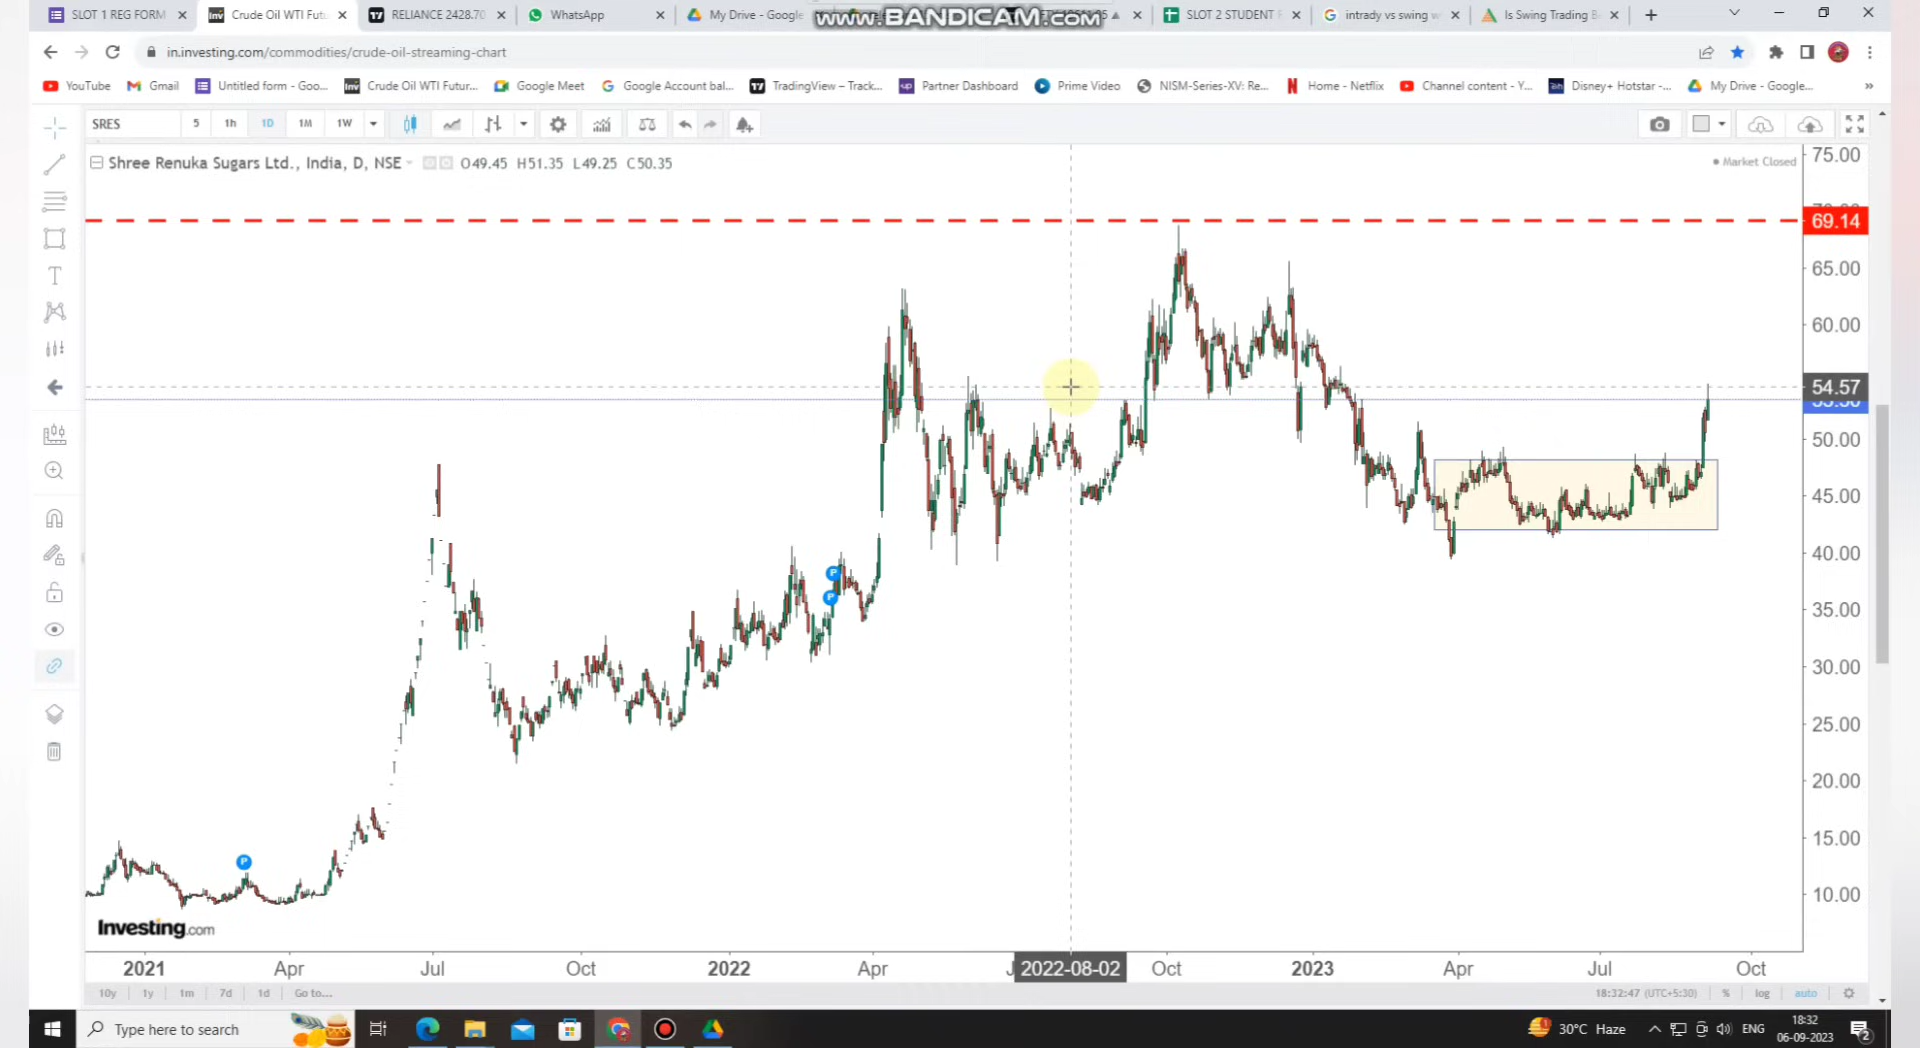 SLOT 1 REG FORM
Crude Oil WTI Futu
RELIANCE 2428.70
WhatsApp
My Drive - Google
www.BANDICAM.com
SLOT 2 STUDENT F
intrady vs swing w
Is Swing Trading B
in.investing.com/commodities/crude-oil-streaming-chart
YouTube
Gmail
Untitled form - Goo...
Crude Oil WTI Futur...
Google Meet
Google Account bal...
TradingView – Track...
Partner Dashboard
Prime Video
NISM-Series-XV: Re...
Home - Netflix
Channel content - Y...
Disney+ Hotstar -...
My Drive - Google...
SRES
5
1h
1D
1M
1W
Shree Renuka Sugars Ltd., India, D, NSE
O49.45 H51.35 L49.25 C50.35
Market Closed
75.00
69.14
65.00
60.00
54.57
50.00
45.00
40.00
35.00
30.00
25.00
20.00
15.00
10.00
P
P
P
Investing.com
2021
Apr
Jul
Oct
2022
Apr
2022-08-02
Oct
2023
Apr
Jul
Oct
10y
1y
1m
7d
1d
Go to...
18:32:47 (UTC+5:30)
%
log
auto
Type here to search
30°C Haze
ENG
18:32
06-09-2023
2